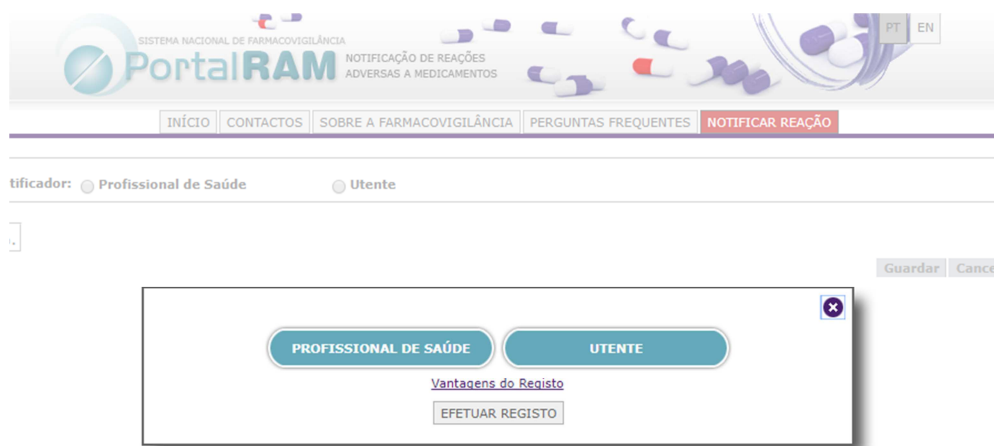 PT EN
SISTEMA NACIONAL DE FARMACOVIGILÂNCIA
PortalRAM
NOTIFICAÇÃO DE REAÇÕES
ADVERSAS A MEDICAMENTOS
INÍCIO CONTACTOS SOBRE A FARMACOVIGILÂNCIA PERGUNTAS FREQUENTES NOTIFICAR REAÇÃO
tificador: Profissional de Saúde Utente
Guardar Cance
PROFISSIONAL DE SAÚDE UTENTE
Vantagens do Registo
EFETUAR REGISTO